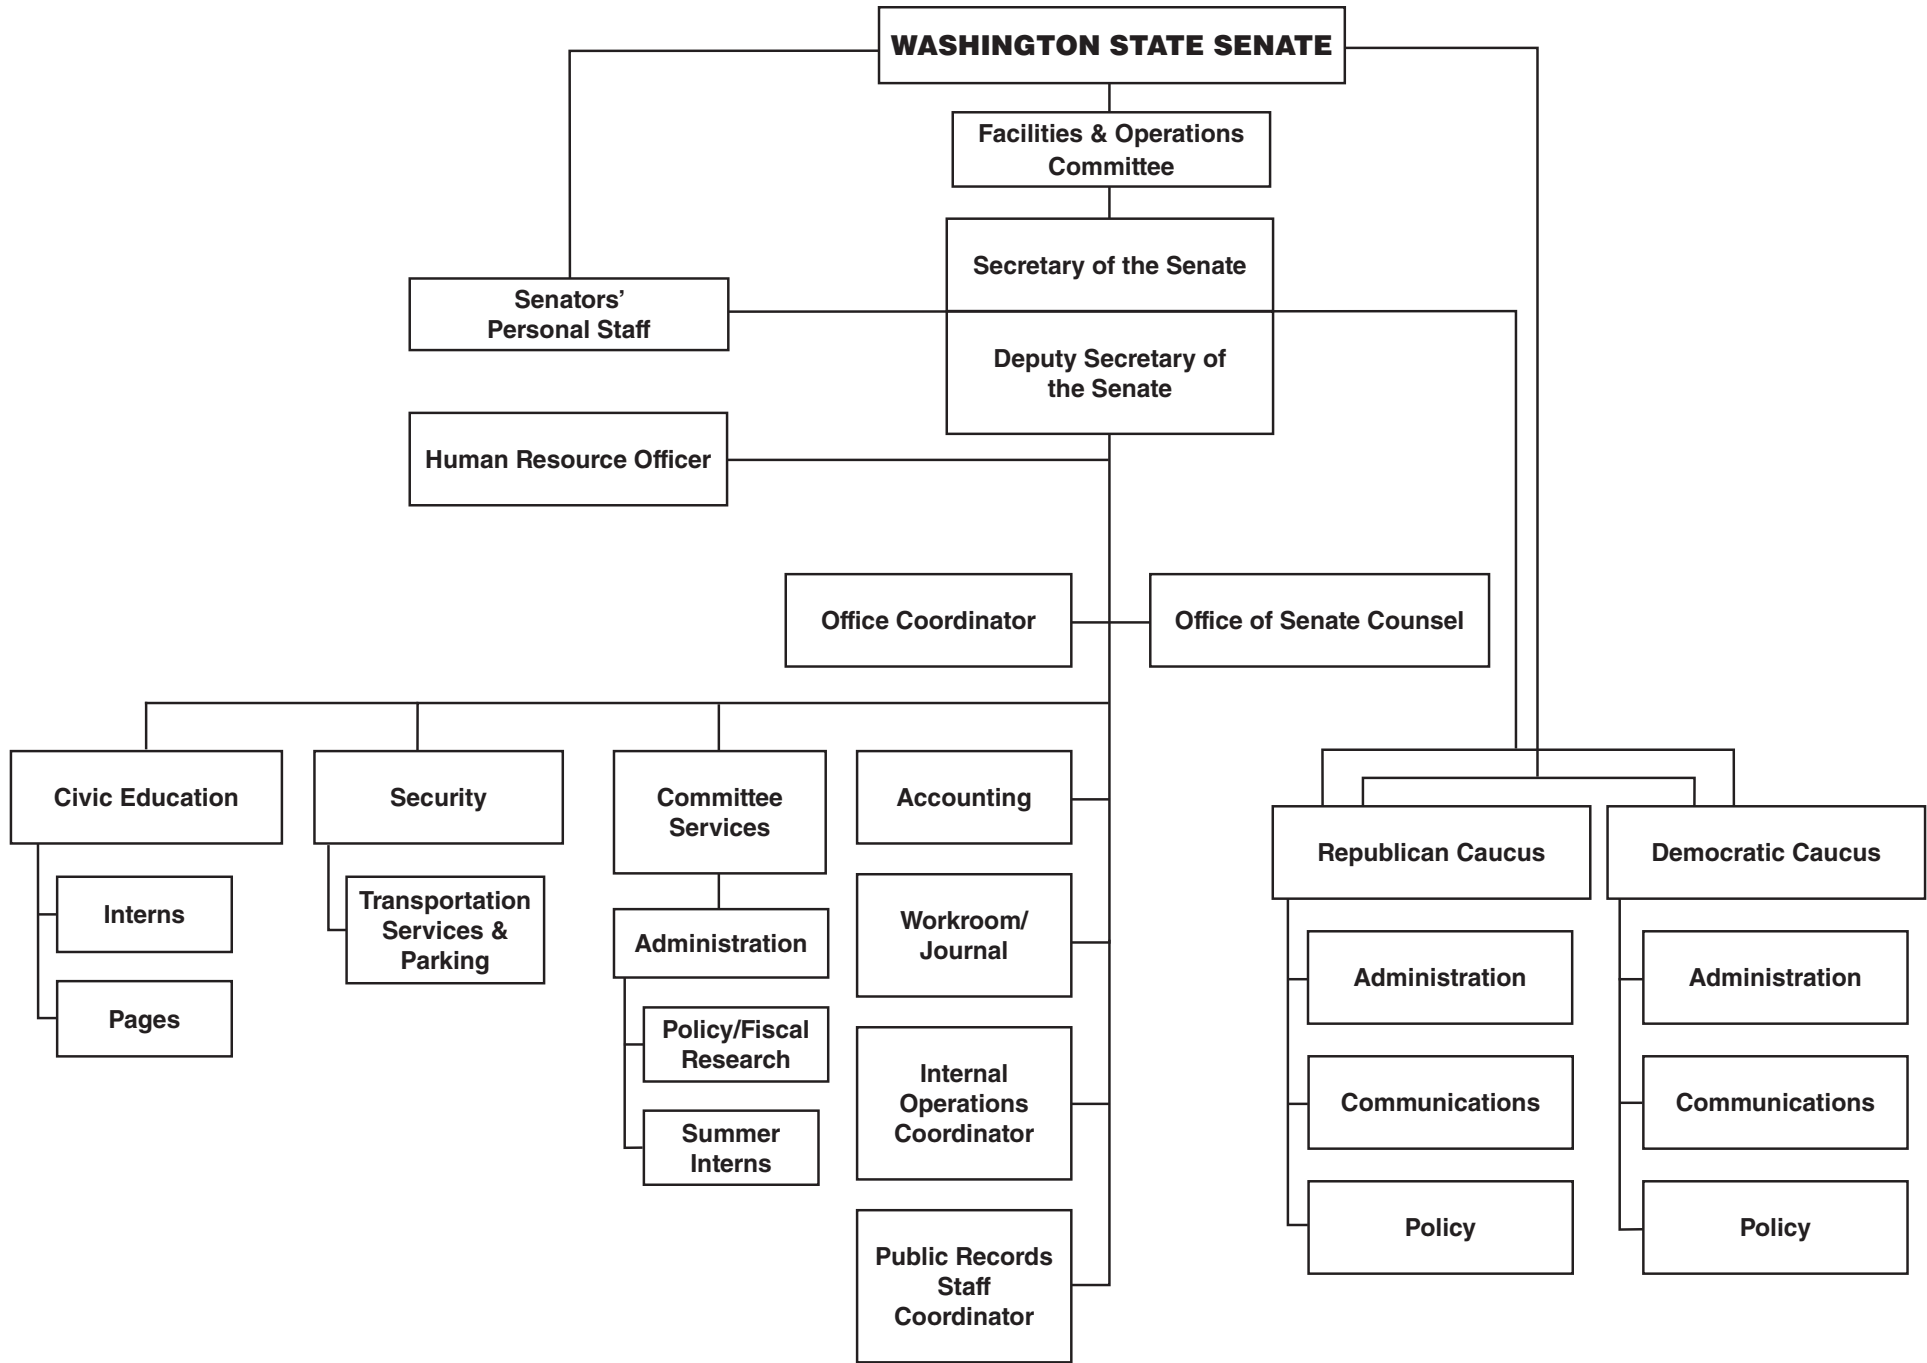 WASHINGTON STATE SENATE
Facilities & Operations
Committee
Secretary of the Senate
Senators’
Personal Staff
Deputy Secretary of
the Senate
Human Resource Officer
Office Coordinator
Office of Senate Counsel
Civic Education
Interns
Pages
Security
Transportation
Services &
Parking
Committee
Services
Administration
Policy/Fiscal
Research
Summer
Interns
Accounting
Workroom/
Journal
Internal
Operations
Coordinator
Public Records
Staff
Coordinator
Republican Caucus
Administration
Communications
Policy
Democratic Caucus
Administration
Communications
Policy